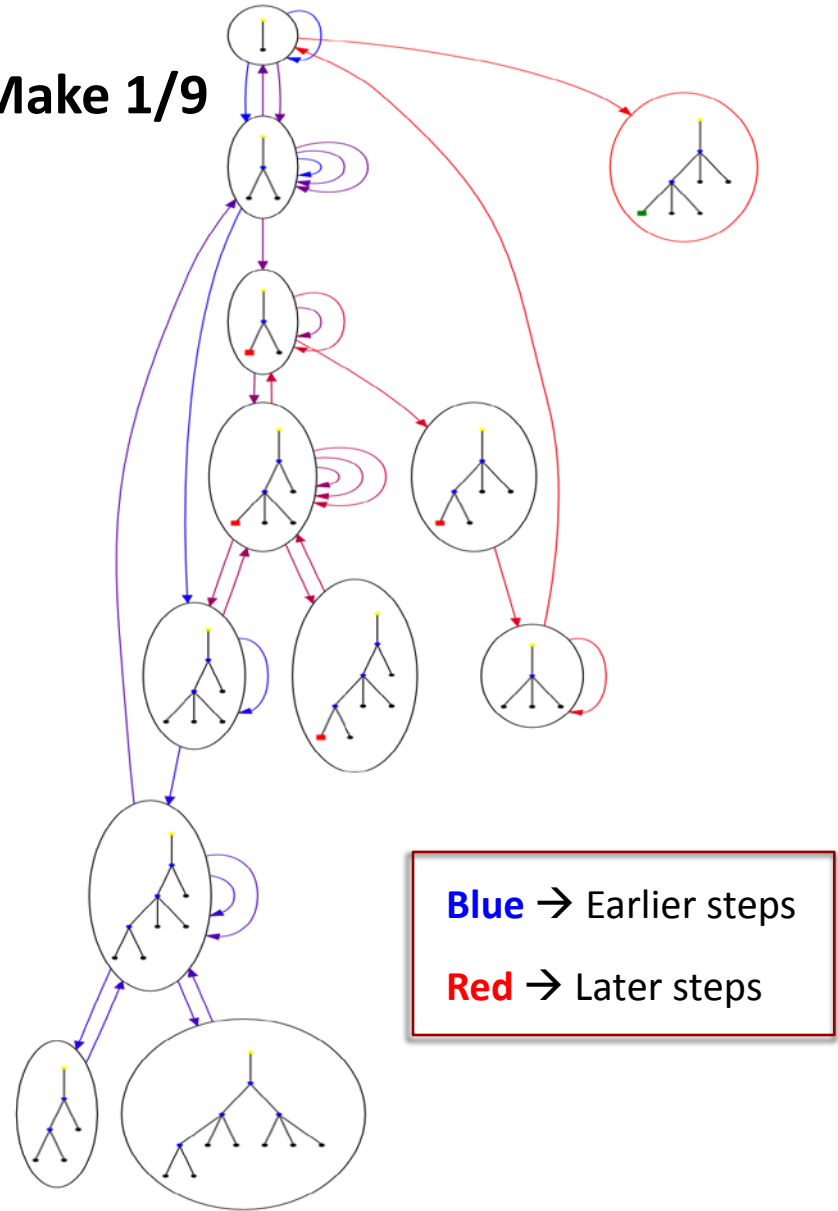 Make 1/9
Blue → Earlier steps
Red → Later steps